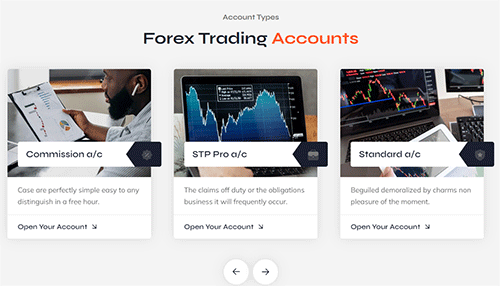 Account Types
Forex Trading Accounts
Commission a/c
STP Pro a/c
Standard a/c
Case are perfectly simple easy to any
distinguish in a free hour.
The claims off duty or the obligations
business it will frequently occur.
Beguiled demoralized by charms non
pleasure of the moment.
Open Your Account
Open Your Account
Open Your Account